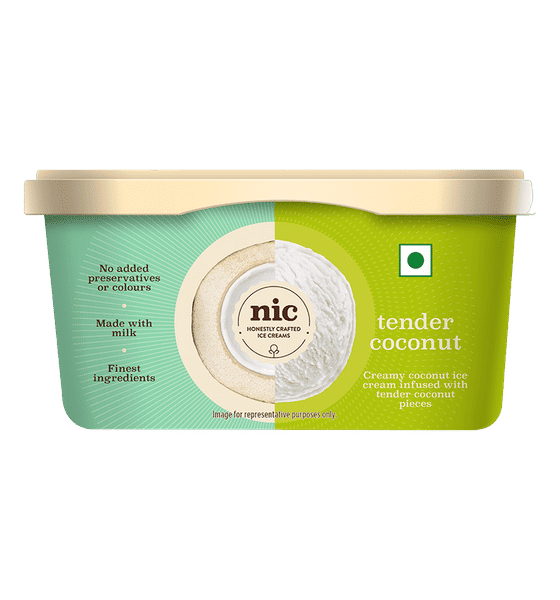 No added
preservatives
or colours
Made with
milk
Finest
ingredients
nic
HONESTLY CRAFTED
ICE CREAMS
tender
coconut
Creamy coconut ice
cream infused with
tender coconut
pieces
Image for representative purposes only.